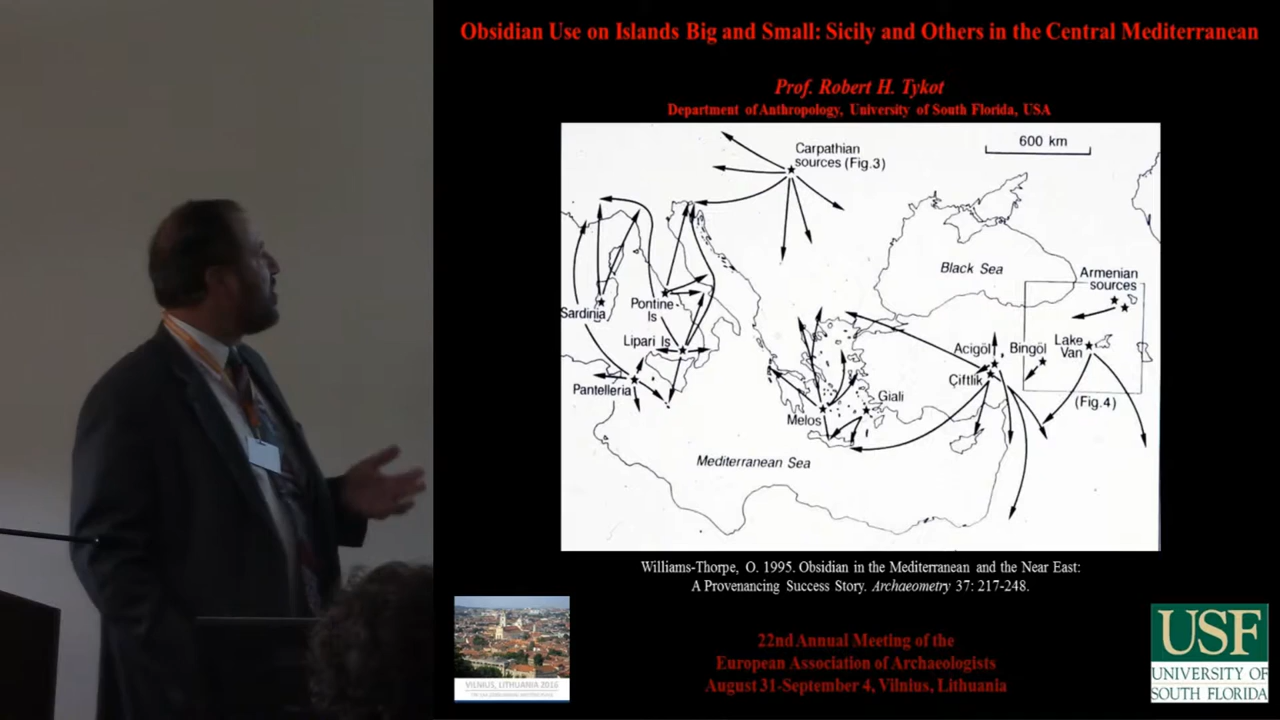 Obsidian Use on Islands Big and Small: Sicily and Others in the Central Mediterranean
Prof. Robert H. Tykot
Department of Anthropology, University of South Florida, USA
600 km
Carpathian
sources (Fig.3)
Black Sea
Armenian
sources
Sardinia
Pontine
Is
Lipari Is
Pantelleria
Acigöl
Bingöl
Lake
Van
Çiftlik
(Fig.4)
Giali
Melos
Mediterranean Sea
Williams-Thorpe, O. 1995. Obsidian in the Mediterranean and the Near East:
A Provenancing Success Story. Archaeometry 37: 217-248.
22nd Annual Meeting of the
European Association of Archaeologists
August 31-September 4, Vilnius, Lithuania
VILNIUS, LITHUANIA 2016
USF
UNIVERSITY OF
SOUTH FLORIDA